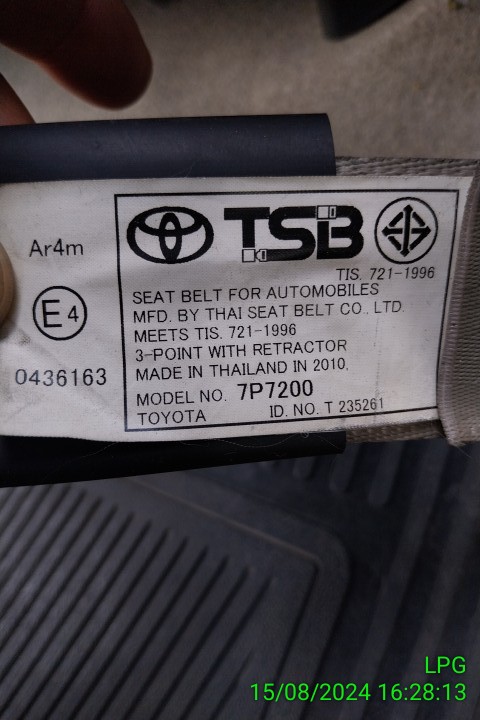 TSB
TIS. 721-1996
Ar4m
E4
0436163
SEAT BELT FOR AUTOMOBILES
MFD. BY THAI SEAT BELT CO. LTD.
MEETS TIS. 721-1996
3-POINT WITH RETRACTOR
MADE IN THAILAND IN 2010,
MODEL NO. 7P7200
TOYOTA ID. NO. T 235261
LPG
15/08/2024 16:28:13